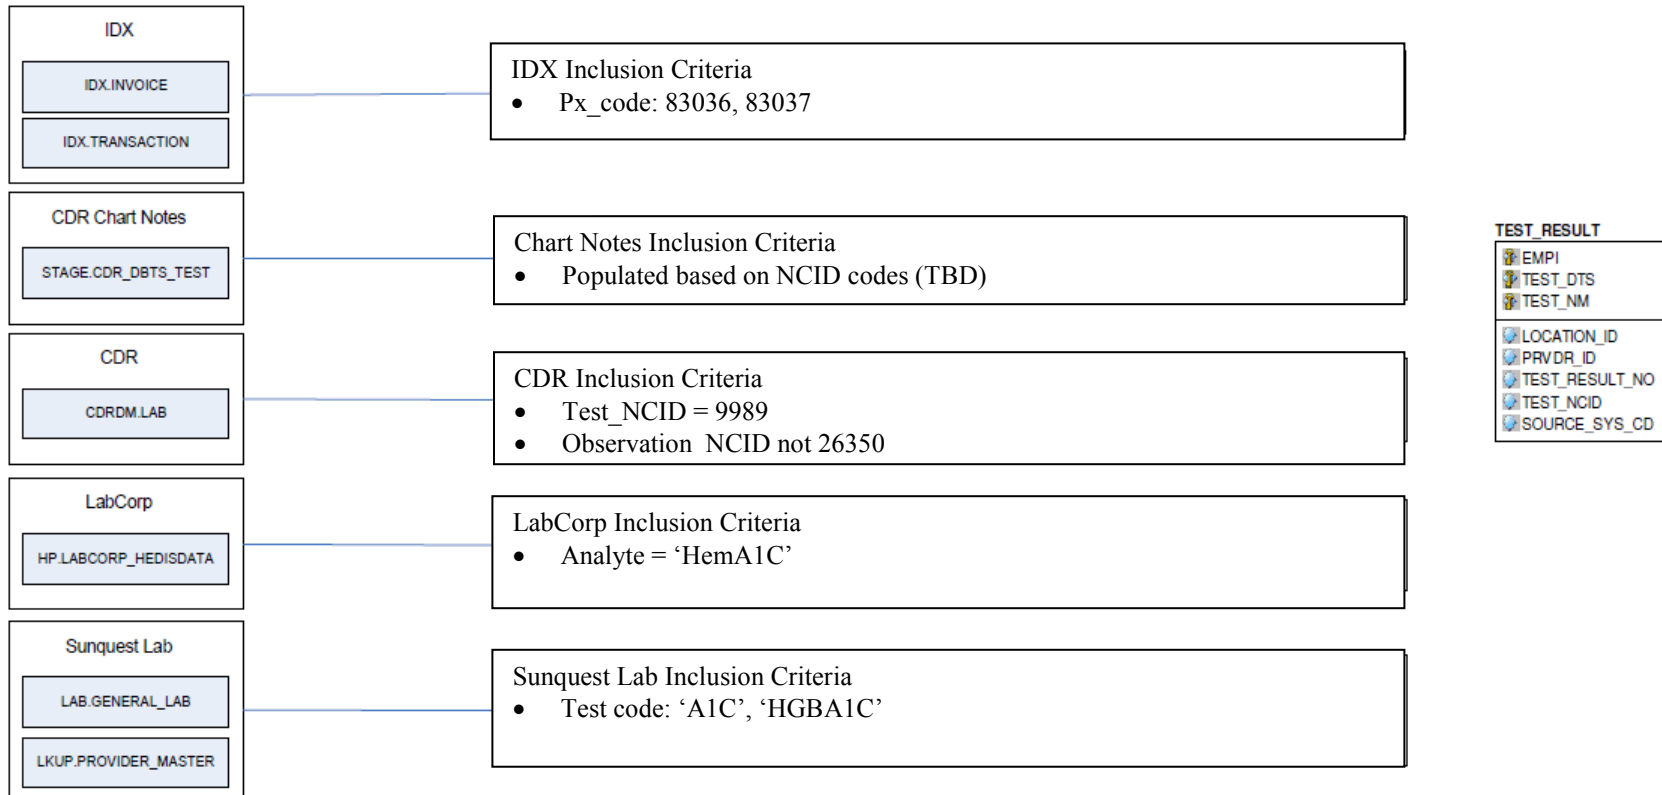 IDX
IDX.INVOICE
IDX.TRANSACTION
IDX Inclusion Criteria
• Px_code: 83036, 83037
CDR Chart Notes
STAGE.CDR_DBTS_TEST
Chart Notes Inclusion Criteria
• Populated based on NCID codes (TBD)
CDR
CDRDM.LAB
CDR Inclusion Criteria
• Test_NCID = 9989
• Observation NCID not 26350
LabCorp
HP.LABCORP_HEDISDATA
LabCorp Inclusion Criteria
• Analyte = ‘HemA1C’
Sunquest Lab
LAB.GENERAL_LAB
LKUP.PROVIDER_MASTER
Sunquest Lab Inclusion Criteria
• Test code: ‘A1C’, ‘HGBA1C’
TEST_RESULT
EMPI
TEST_DTS
TEST_NM
LOCATION_ID
PRVDR_ID
TEST_RESULT_NO
TEST_NCID
SOURCE_SYS_CD